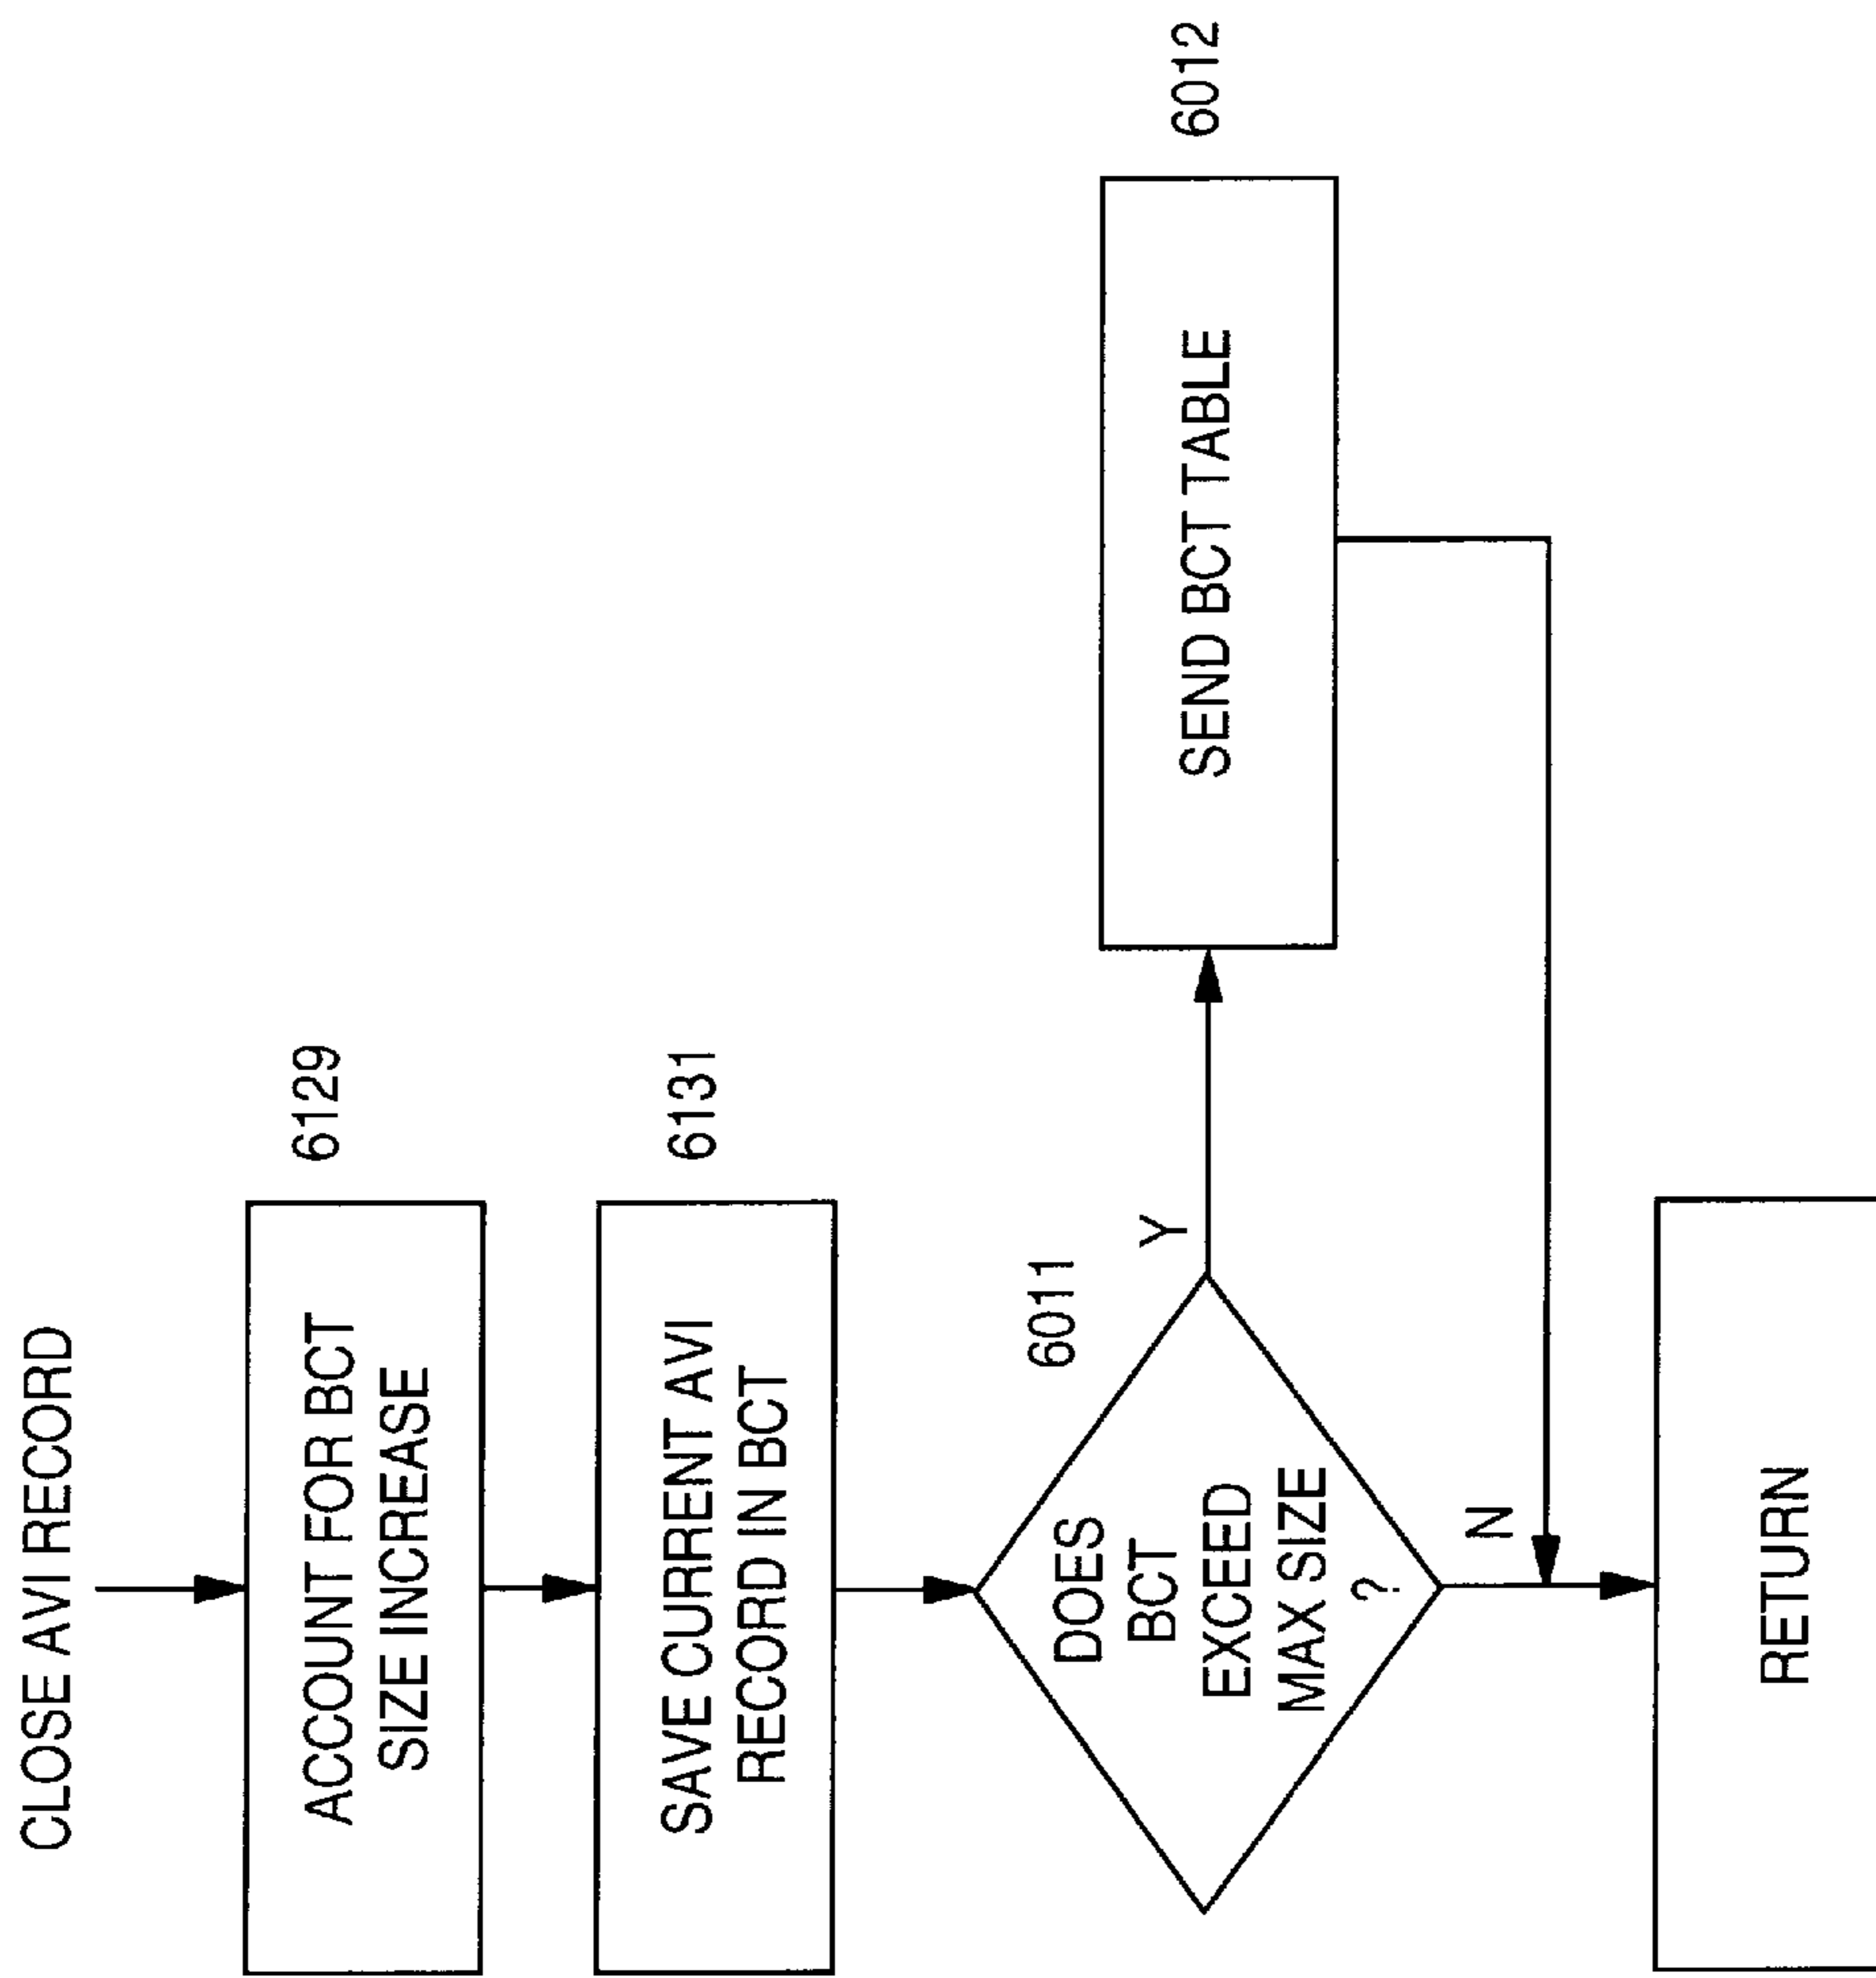 CLOSE AVI RECORD
ACCOUNT FOR BCT
SIZE INCREASE
6129
SAVE CURRENT AVI
RECORD IN BCT
6131
DOES
BCT
EXCEED
MAX SIZE
?
6011
Y
SEND BCT TABLE
6012
N
RETURN